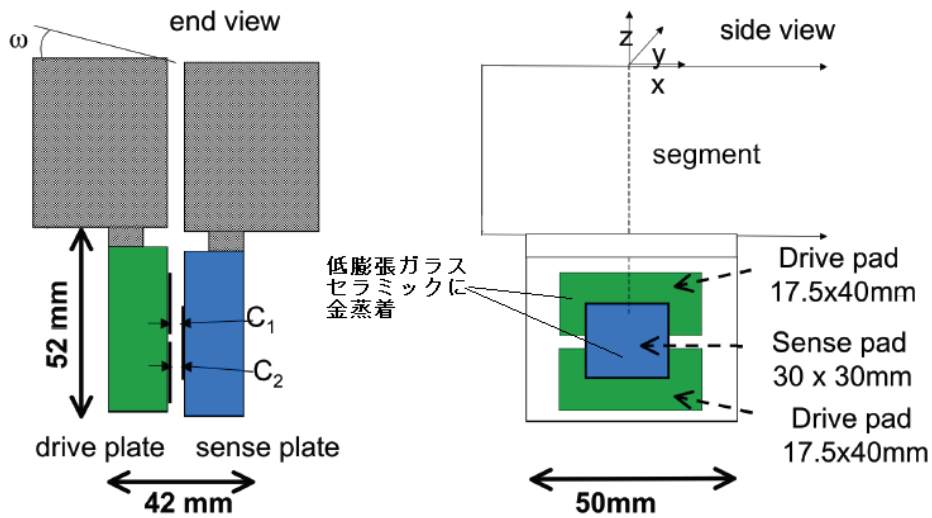 end view
ω
C1
C2
52 mm
drive plate
sense plate
42 mm
side view
z
y
x
segment
低膨張ガラス
セラミックに
金蒸着
Drive pad
17.5x40mm
Sense pad
30 x 30mm
Drive pad
17.5x40mm
50mm